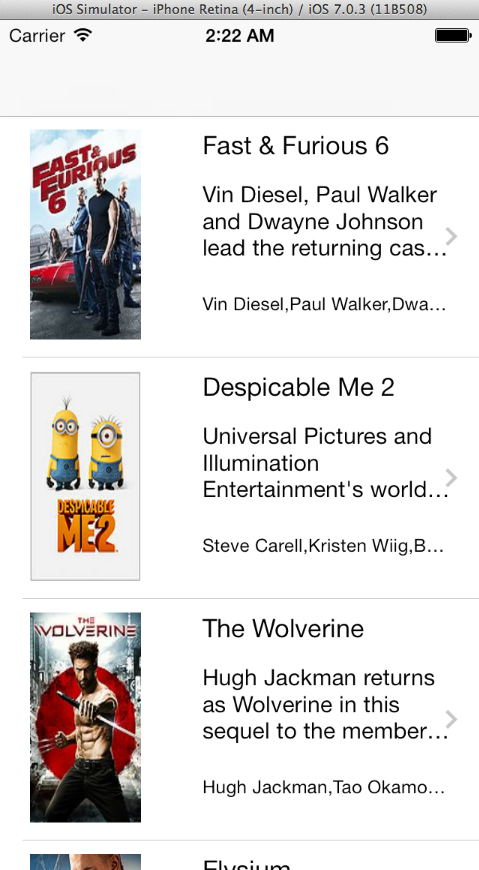 iOS Simulator – iPhone Retina (4-inch) / iOS 7.0.3 (11B508)
Carrier 2:22 AM
FAST &
FURIOUS
6
Fast & Furious 6
Vin Diesel, Paul Walker
and Dwayne Johnson
lead the returning cas…
Vin Diesel,Paul Walker,Dwa…
DESPICABLE
ME 2
Despicable Me 2
Universal Pictures and
Illumination
Entertainment's world…
Steve Carell,Kristen Wiig,B…
THE
WOLVERINE
The Wolverine
Hugh Jackman returns
as Wolverine in this
sequel to the member…
Hugh Jackman,Tao Okamo…
Elysium